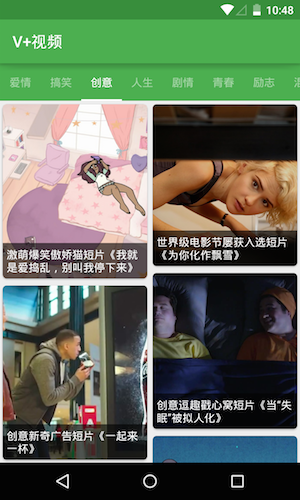 10:48
V+视频
爱情 搞笑 创意 人生 剧情 青春 励志
激萌爆笑傲娇猫短片《我就
是爱捣乱，别叫我停下来》
世界级电影节屡获入选短片
《为你化作飘雪》
创意新奇广告短片《一起来
一杯》
创意逗趣戳心窝短片《当“失
眠”被拟人化》